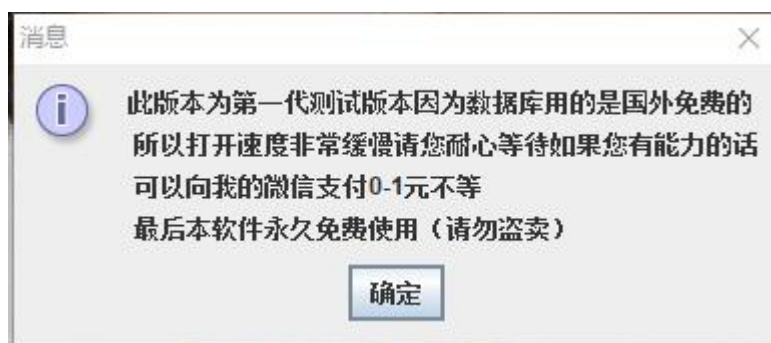 消息
此版本为第一代测试版本因为数据库用的是国外免费的
所以打开速度非常缓慢请您耐心等待如果您有能力的话
可以向我的微信支付0-1元不等
最后本软件永久免费使用（请勿盗卖）
确定